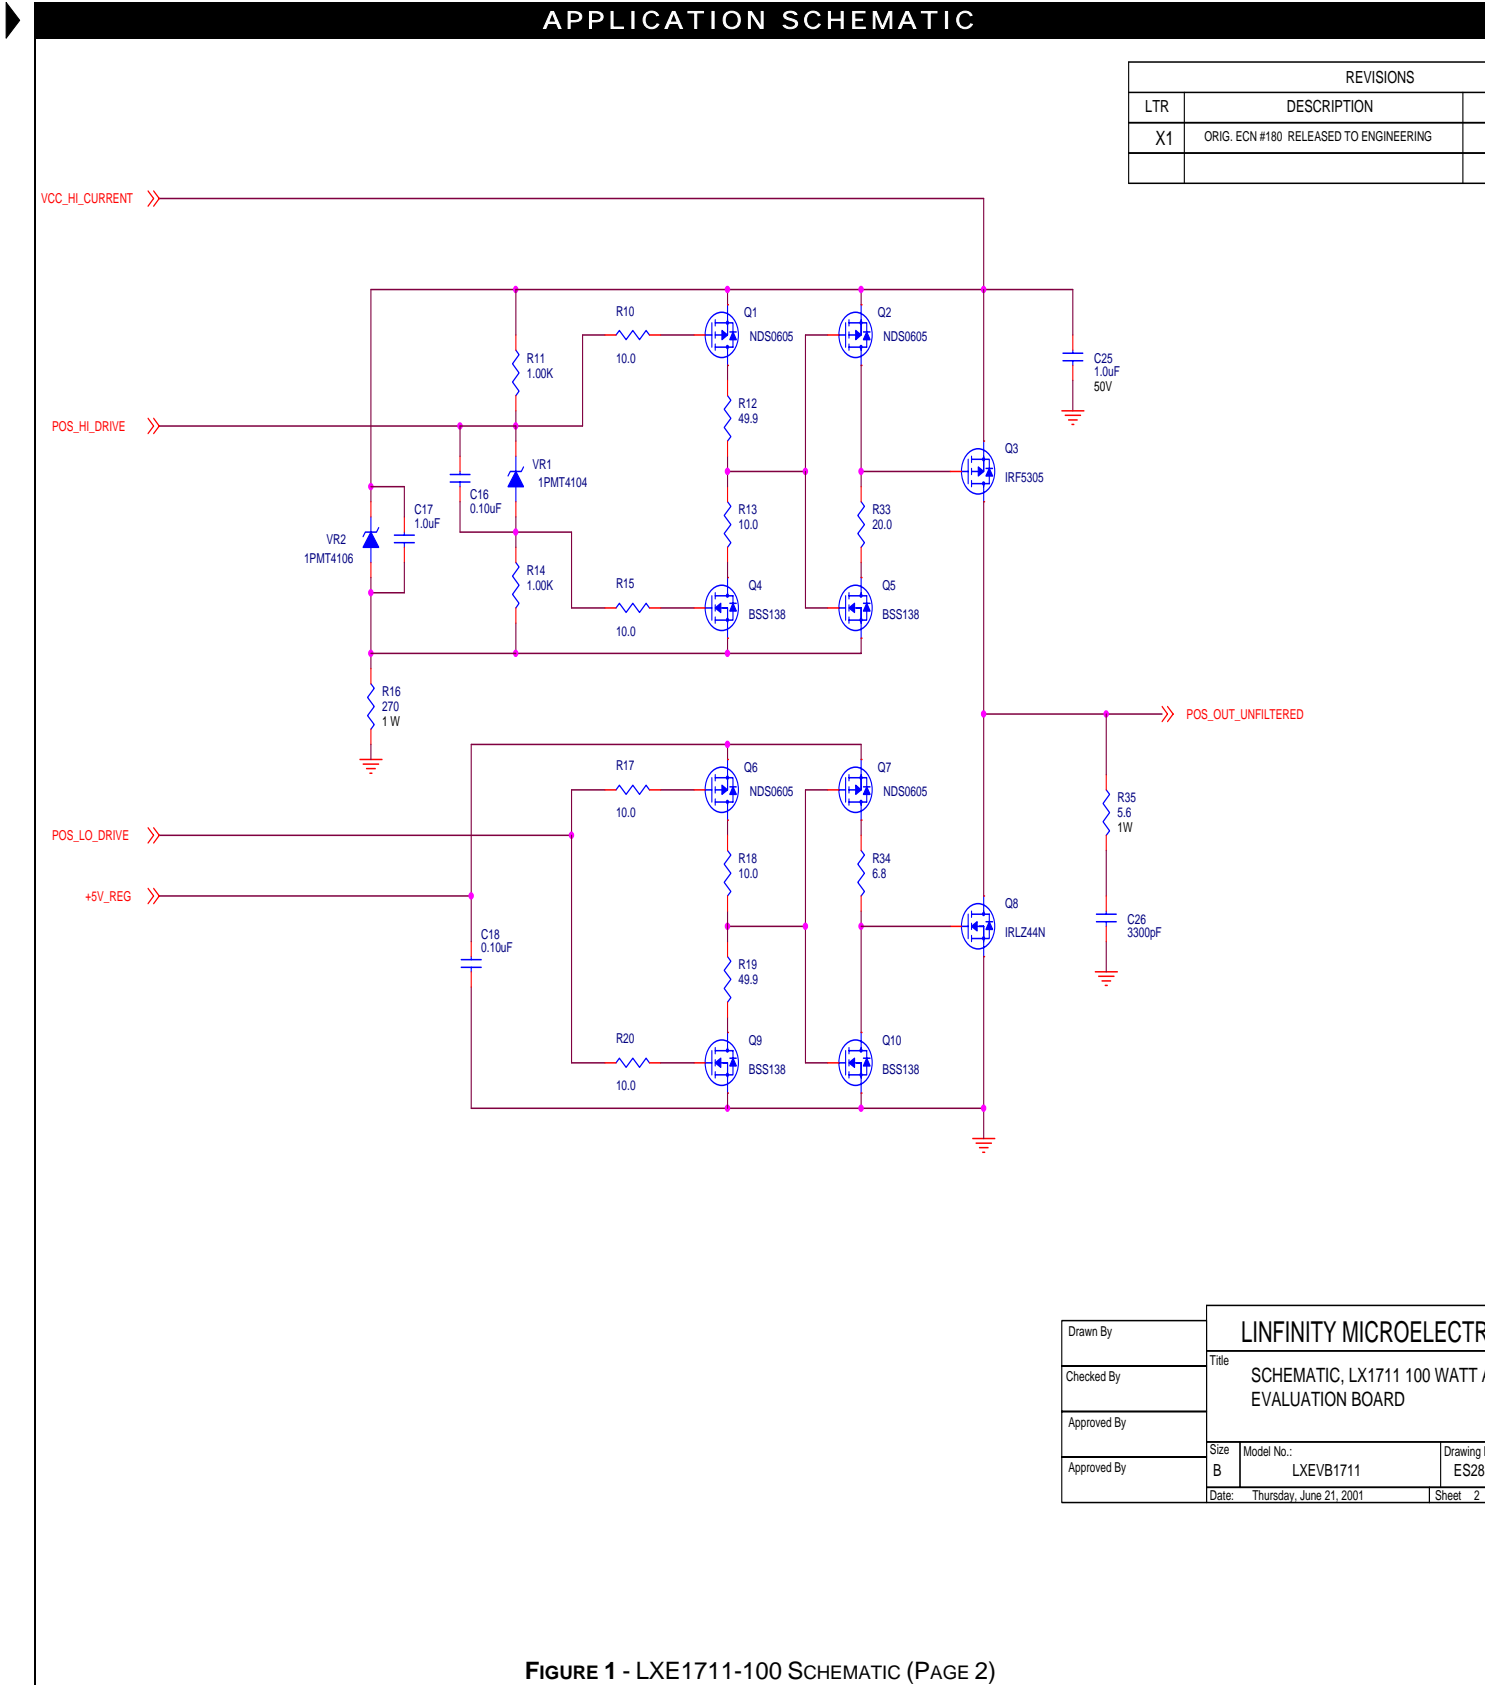 APPLICATION SCHEMATIC
REVISIONS
LTR DESCRIPTION
X1 ORIG. ECN #180 RELEASED TO ENGINEERING
VCC_HI_CURRENT
R10
10.0
Q1
NDS0605
Q2
NDS0605
R11
1.00K
C25
1.0uF
50V
R12
49.9
POS_HI_DRIVE
Q3
IRF5305
VR1
1PMT4104
C16
0.10uF
C17
1.0uF
R13
10.0
R33
20.0
VR2
1PMT4106
R14
1.00K
R15
10.0
Q4
BSS138
Q5
BSS138
R16
270
1 W
POS_OUT_UNFILTERED
R17
10.0
Q6
NDS0605
Q7
NDS0605
R35
5.6
1W
POS_LO_DRIVE
R18
10.0
R34
6.8
+5V_REG
Q8
IRLZ44N
C26
3300pF
C18
0.10uF
R19
49.9
R20
10.0
Q9
BSS138
Q10
BSS138
Drawn By
Checked By
Approved By
Approved By
LINFINITY MICROELECTR
Title
SCHEMATIC, LX1711 100 WATT A
EVALUATION BOARD
Size
B
Model No.:
LXEVB1711
Drawing
ES28
Date: Thursday, June 21, 2001
Sheet 2
FIGURE 1 - LXE1711-100 SCHEMATIC (PAGE 2)